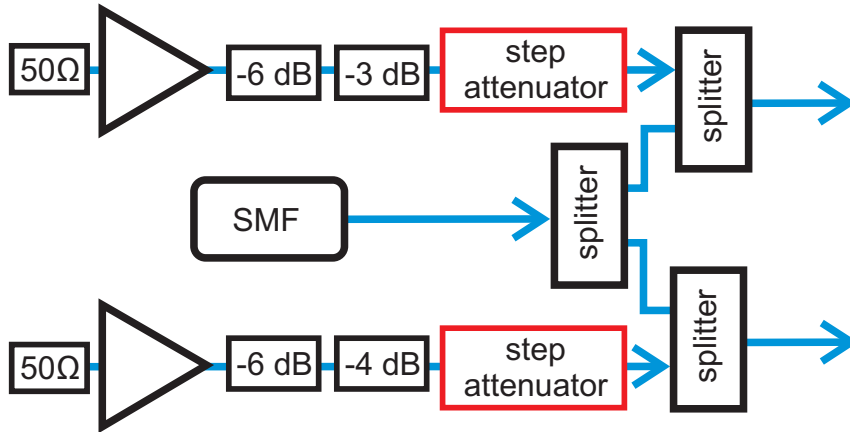 50Ω
-6 dB
-3 dB
step
attenuator
splitter
SMF
splitter
50Ω
-6 dB
-4 dB
step
attenuator
splitter